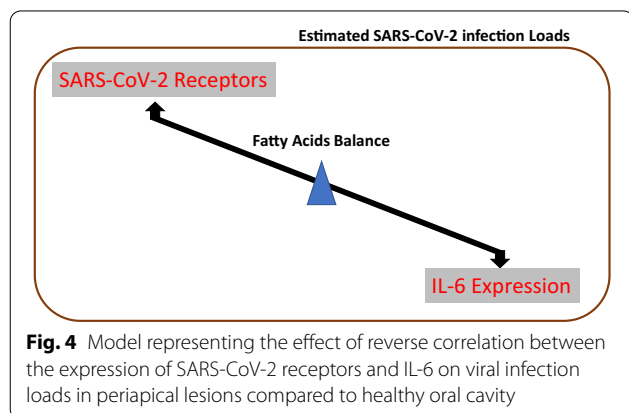 Estimated SARS-CoV-2 infection Loads
SARS-CoV-2 Receptors
Fatty Acids Balance
IL-6 Expression
Fig. 4 Model representing the effect of reverse correlation between
the expression of SARS-CoV-2 receptors and IL-6 on viral infection
loads in periapical lesions compared to healthy oral cavity